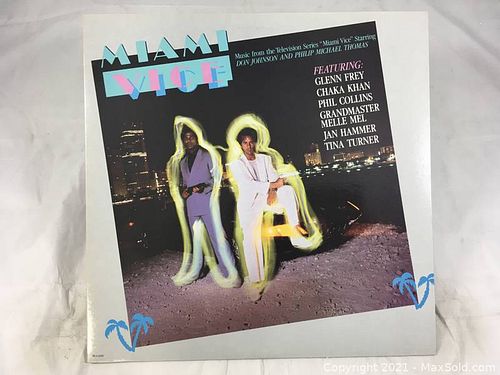 MIAMI
VICE
Music from the Television Series "Miami Vice" Starring
DON JOHNSON AND PHILIP MICHAEL THOMAS
FEATURING:
GLENN FREY
CHAKA KHAN
PHIL COLLINS
GRANDMASTER
MELLE MEL
JAN HAMMER
TINA TURNER
Copyright 2021 - MaxSold.com